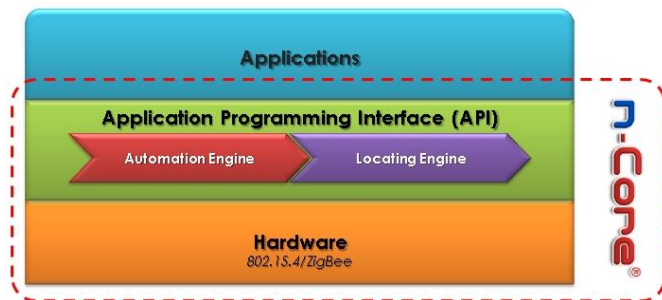 Applications
Application Programming Interface (API)
Automation Engine
Locating Engine
Hardware
802.15.4/ZigBee
n-Core®